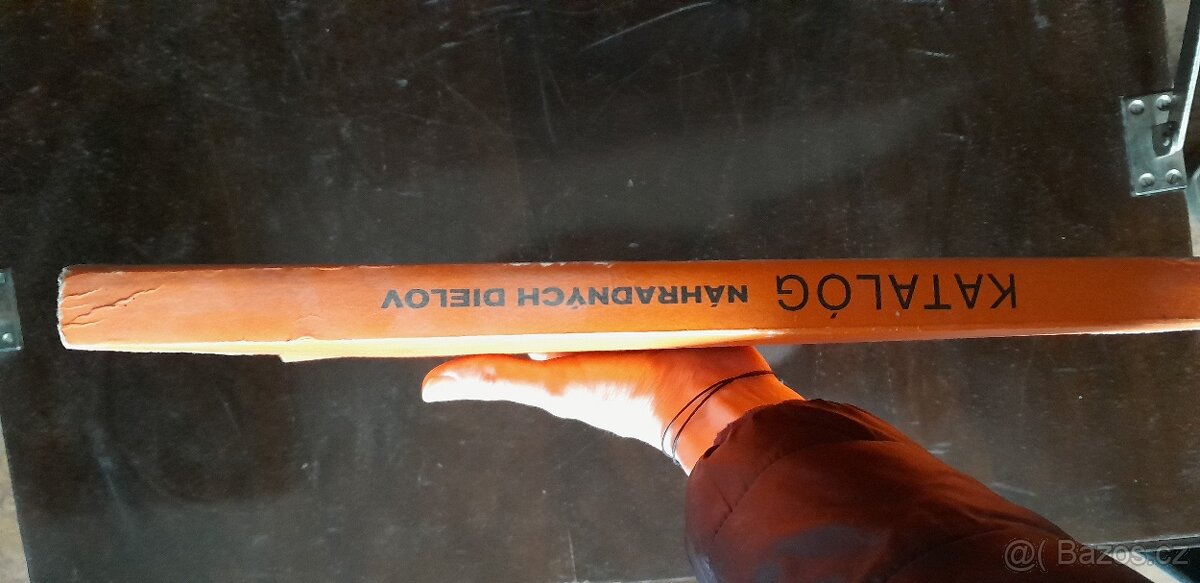 KATALÓG NÁHRADNÝCH DIELOV
@( Bazos.cz